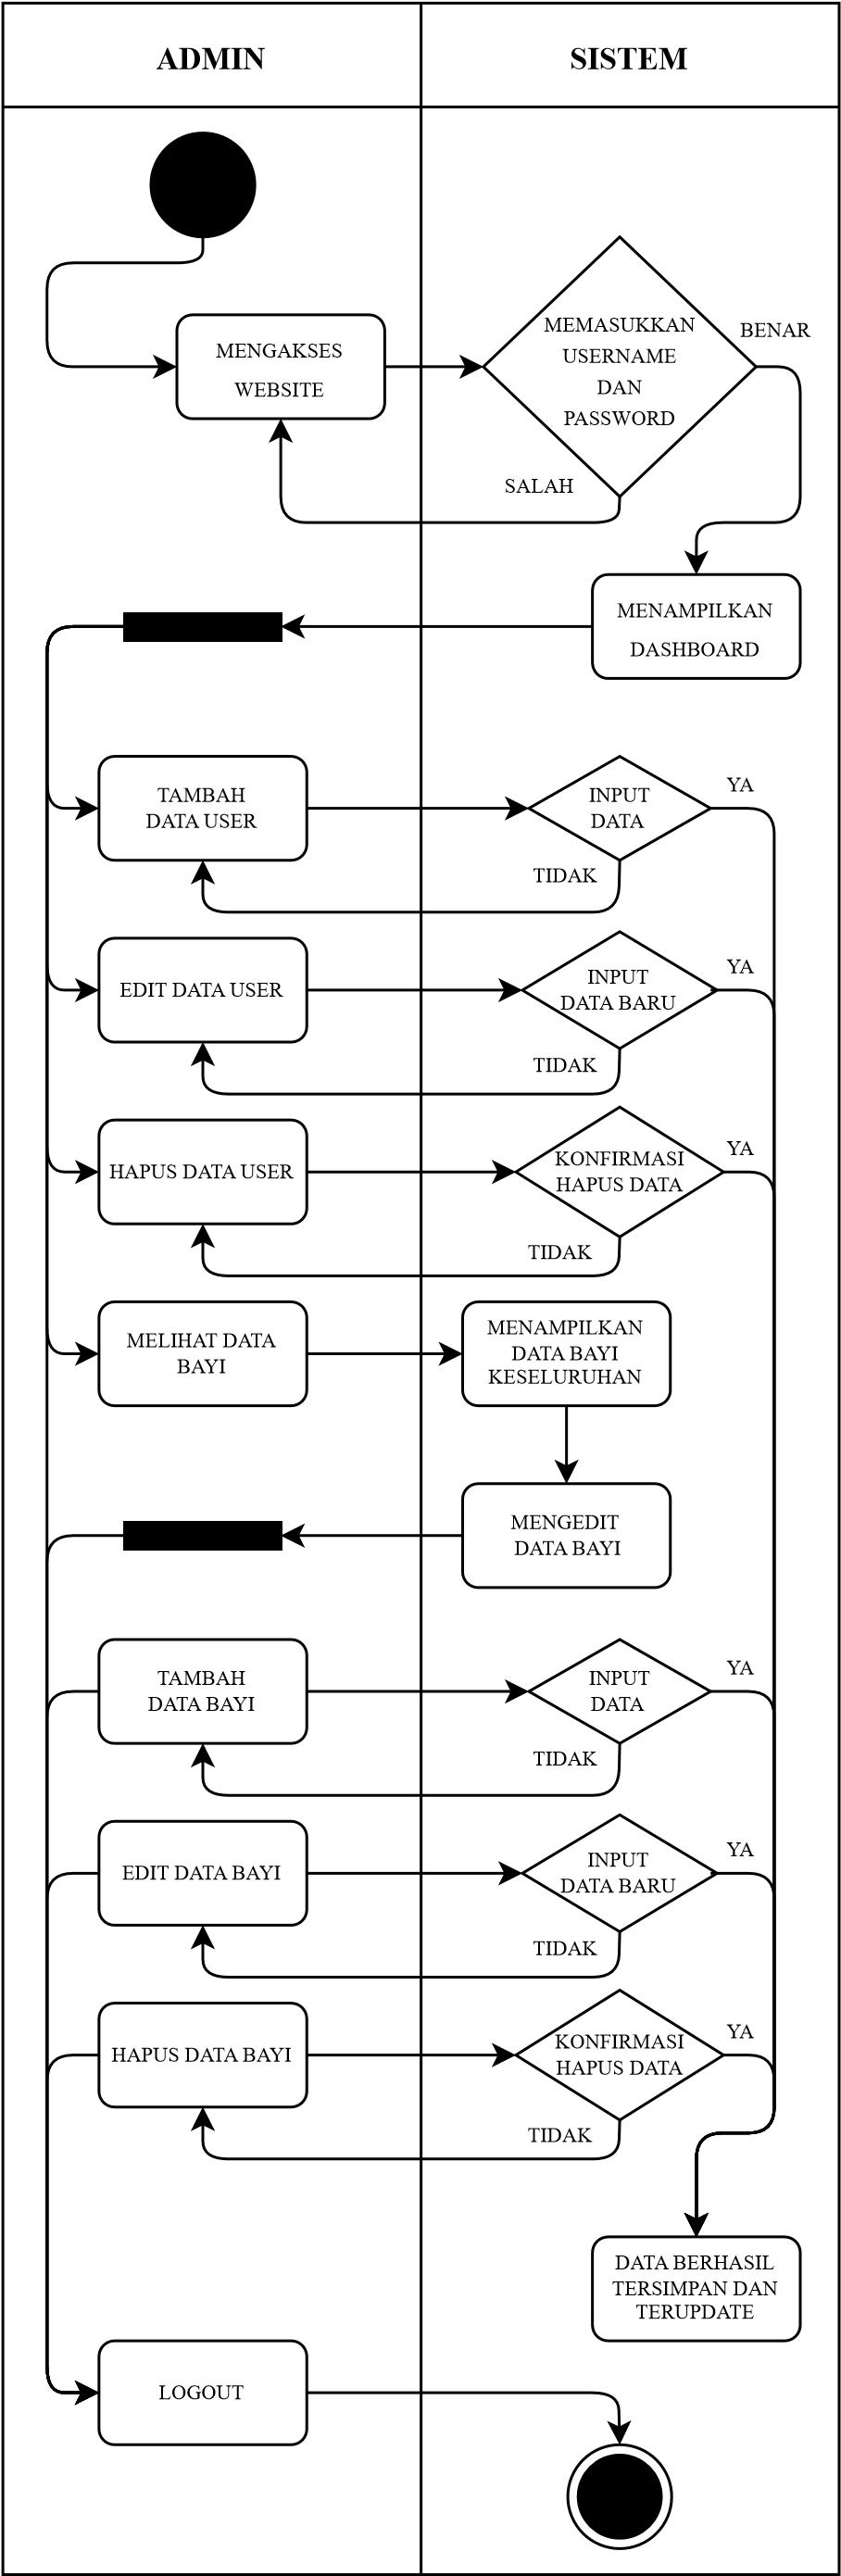 ADMIN
SISTEM
MEMASUKKAN
USERNAME
DAN
PASSWORD
BENAR
MENGAKSES
WEBSITE
SALAH
MENAMPILKAN
DASHBOARD
TAMBAH
DATA USER
INPUT
DATA
YA
TIDAK
EDIT DATA USER
INPUT
DATA BARU
YA
TIDAK
HAPUS DATA USER
KONFIRMASI
HAPUS DATA
YA
TIDAK
MELIHAT DATA
BAYI
MENAMPILKAN
DATA BAYI
KESELURUHAN
MENGEDIT
DATA BAYI
TAMBAH
DATA BAYI
INPUT
DATA
YA
TIDAK
EDIT DATA BAYI
INPUT
DATA BARU
YA
TIDAK
HAPUS DATA BAYI
KONFIRMASI
HAPUS DATA
YA
TIDAK
DATA BERHASIL
TERSIMPAN DAN
TERUPDATE
LOGOUT